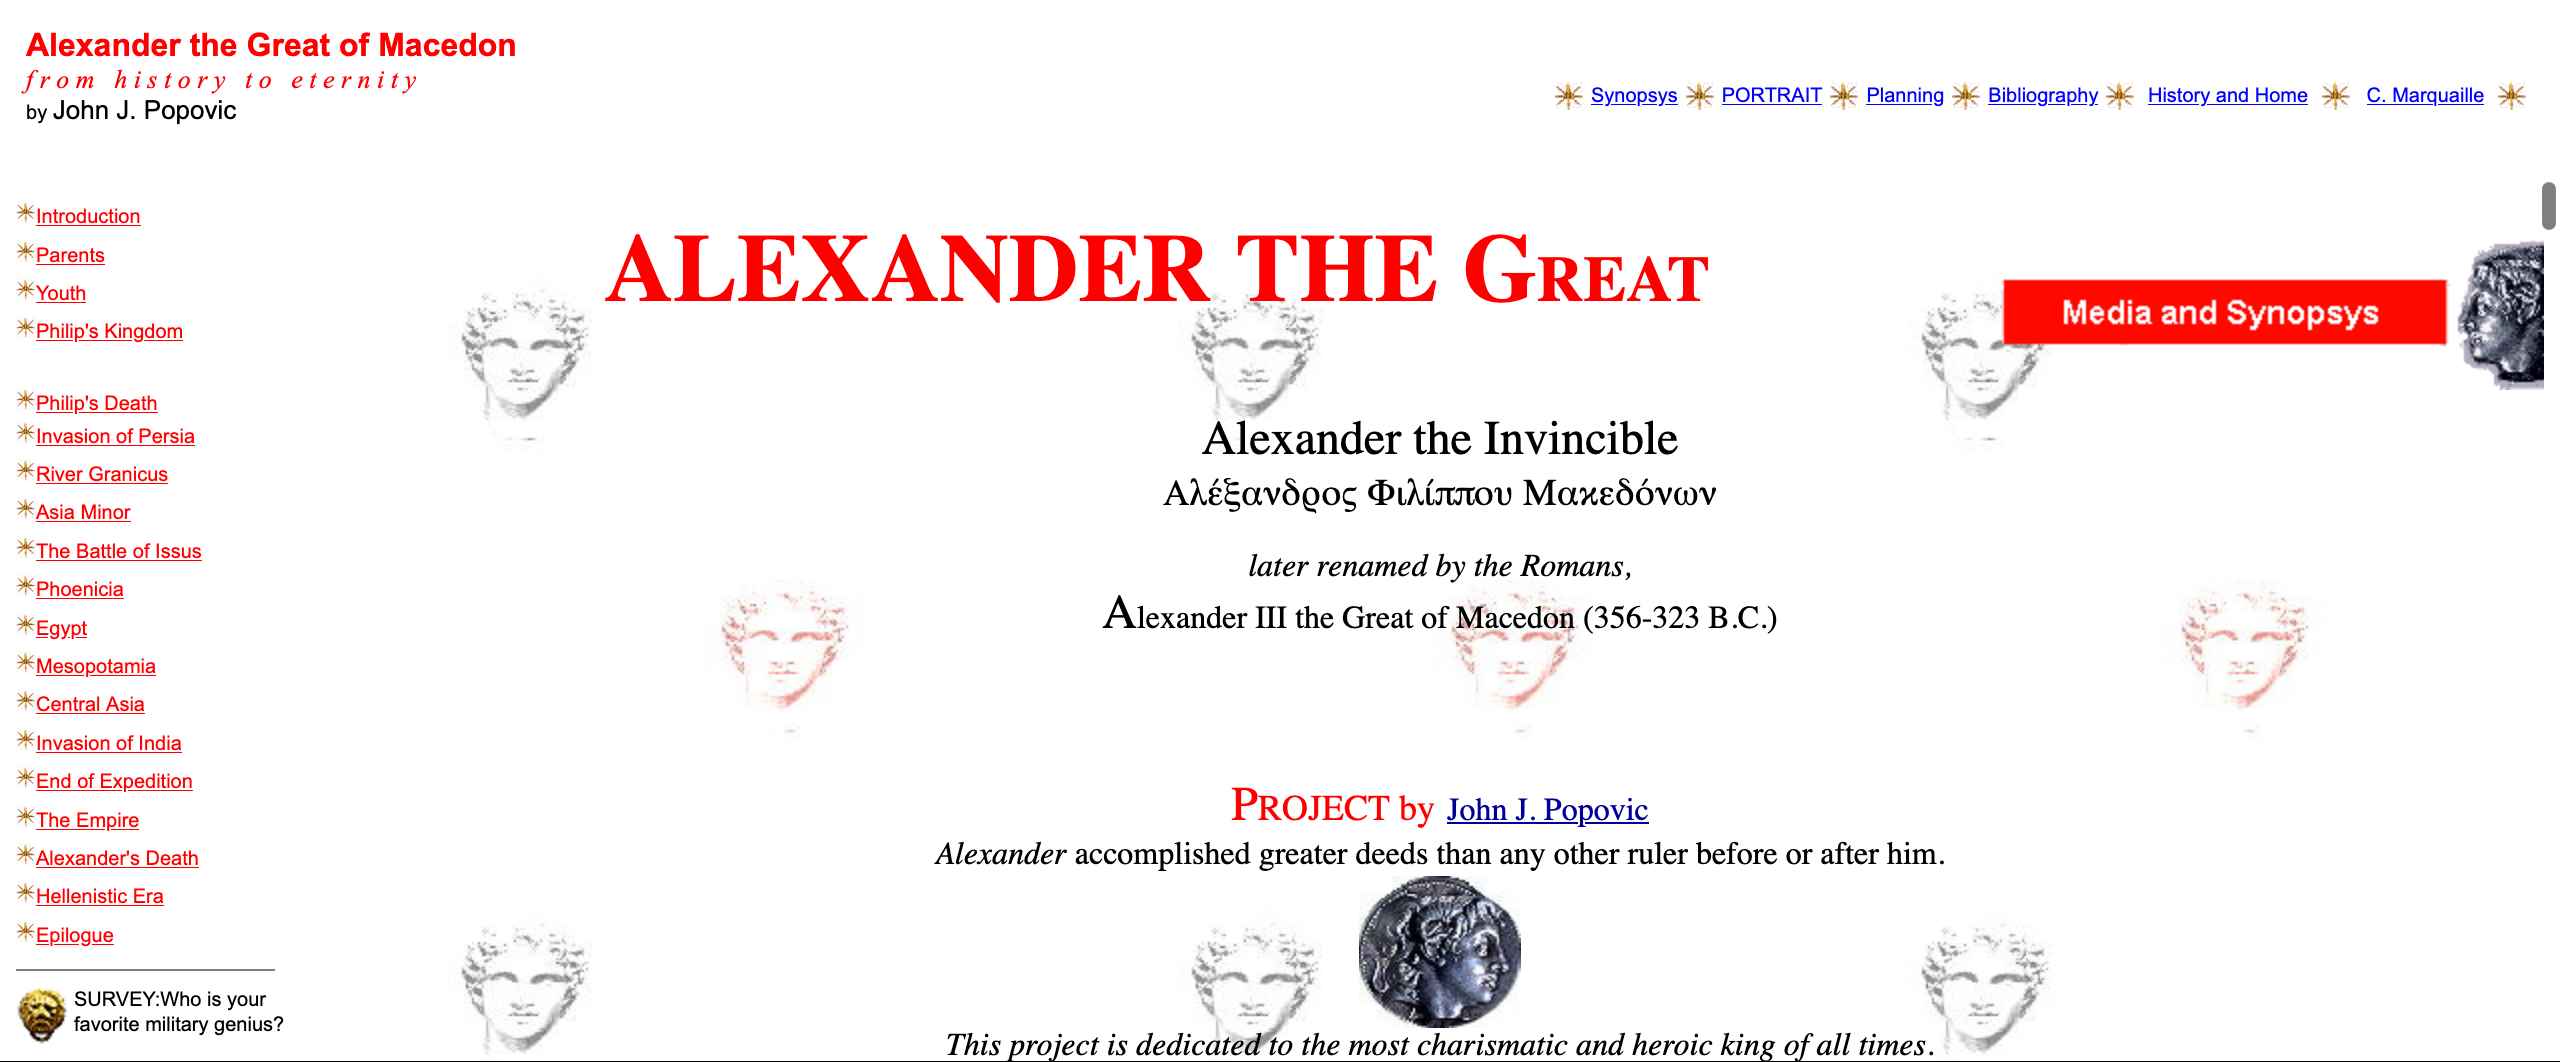 Alexander the Great of Macedon
from history to eternity
by John J. Popovic
Synopsys PORTRAIT Planning Bibliography History and Home C. Marquaille
Introduction
Parents
Youth
Philip's Kingdom
Philip's Death
Invasion of Persia
River Granicus
Asia Minor
The Battle of Issus
Phoenicia
Egypt
Mesopotamia
Central Asia
Invasion of India
End of Expedition
The Empire
Alexander's Death
Hellenistic Era
Epilogue
SURVEY:Who is your
favorite military genius?
ALEXANDER THE GREAT
Media and Synopsys
Alexander the Invincible
Αλέξανδρος Φιλίππου Μακεδόνων
later renamed by the Romans,
Alexander III the Great of Macedon (356-323 B.C.)
PROJECT by John J. Popovic
Alexander accomplished greater deeds than any other ruler before or after him.
This project is dedicated to the most charismatic and heroic king of all times.